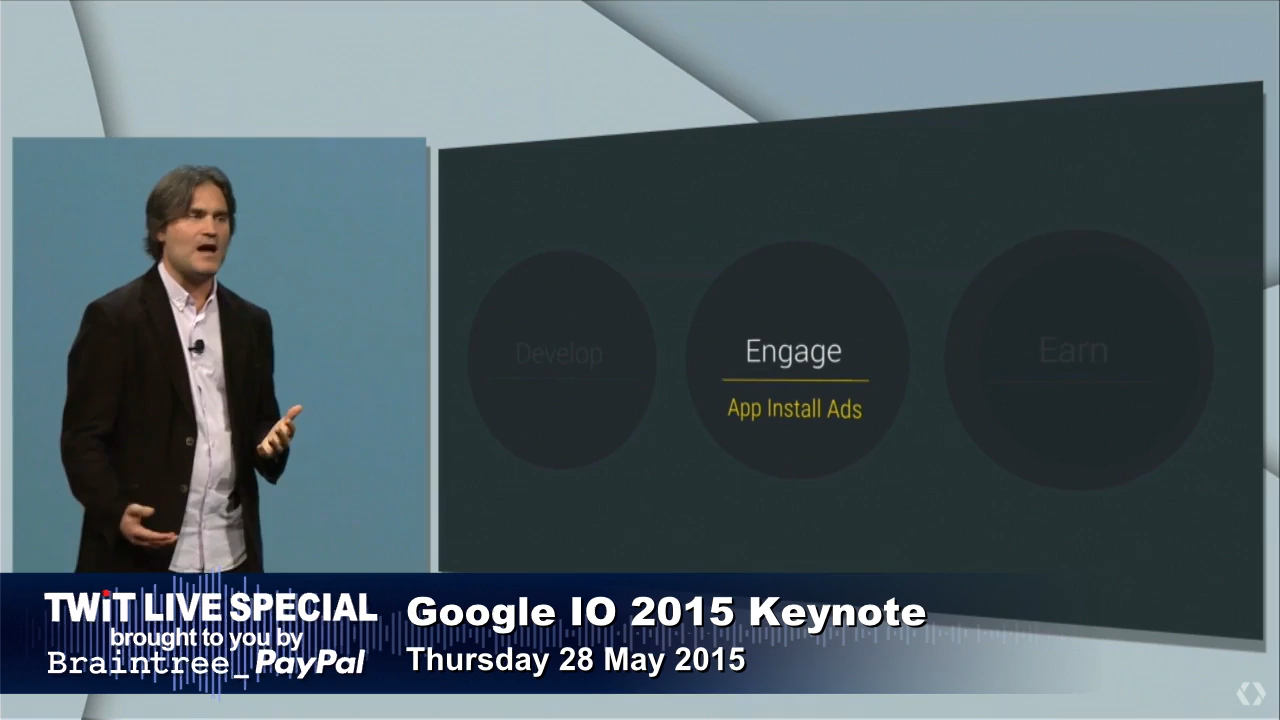 Develop
Engage
App Install Ads
Earn
TWiT LIVE SPECIAL
brought to you by
Braintree_PayPal
Google IO 2015 Keynote
Thursday 28 May 2015